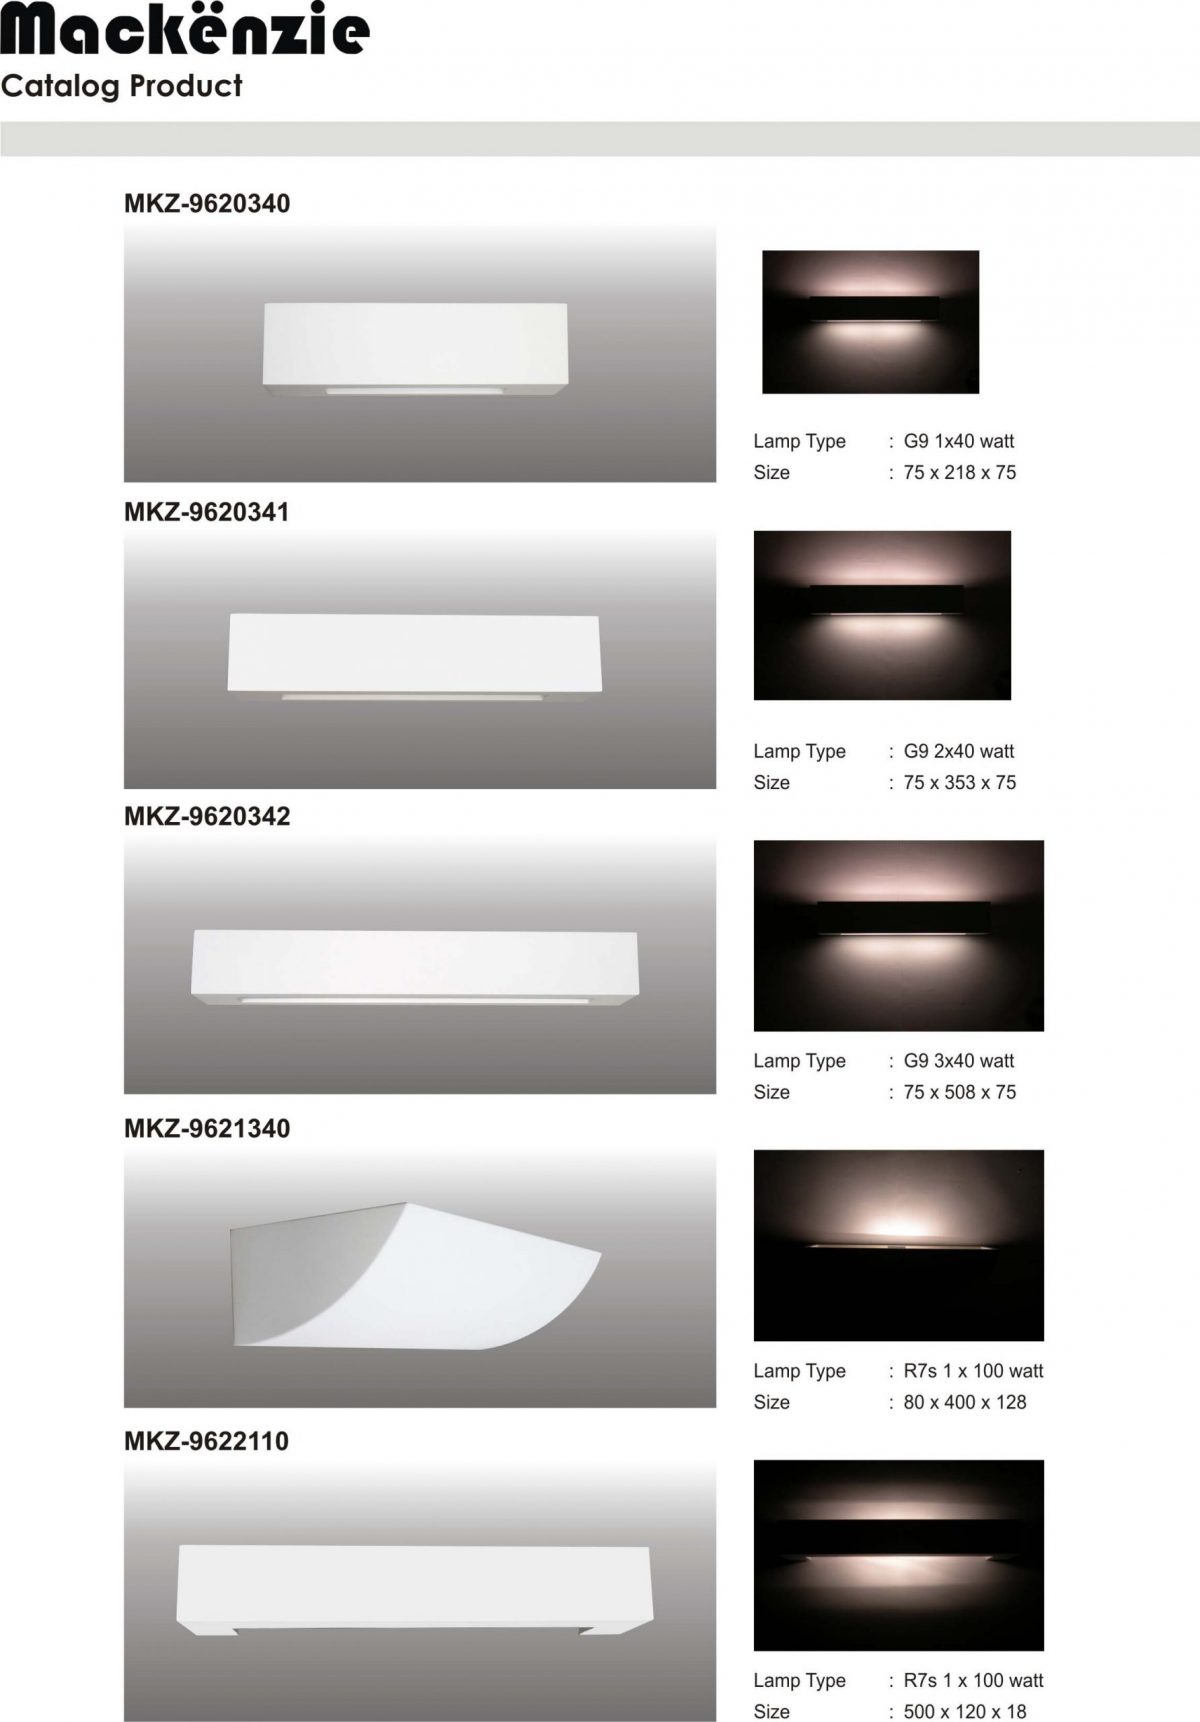 Mackënzie
Catalog Product
MKZ-9620340
Lamp Type : G9 1x40 watt
Size : 75 x 218 x 75
MKZ-9620341
Lamp Type : G9 2x40 watt
Size : 75 x 353 x 75
MKZ-9620342
Lamp Type : G9 3x40 watt
Size : 75 x 508 x 75
MKZ-9621340
Lamp Type : R7s 1 x 100 watt
Size : 80 x 400 x 128
MKZ-9622110
Lamp Type : R7s 1 x 100 watt
Size : 500 x 120 x 18